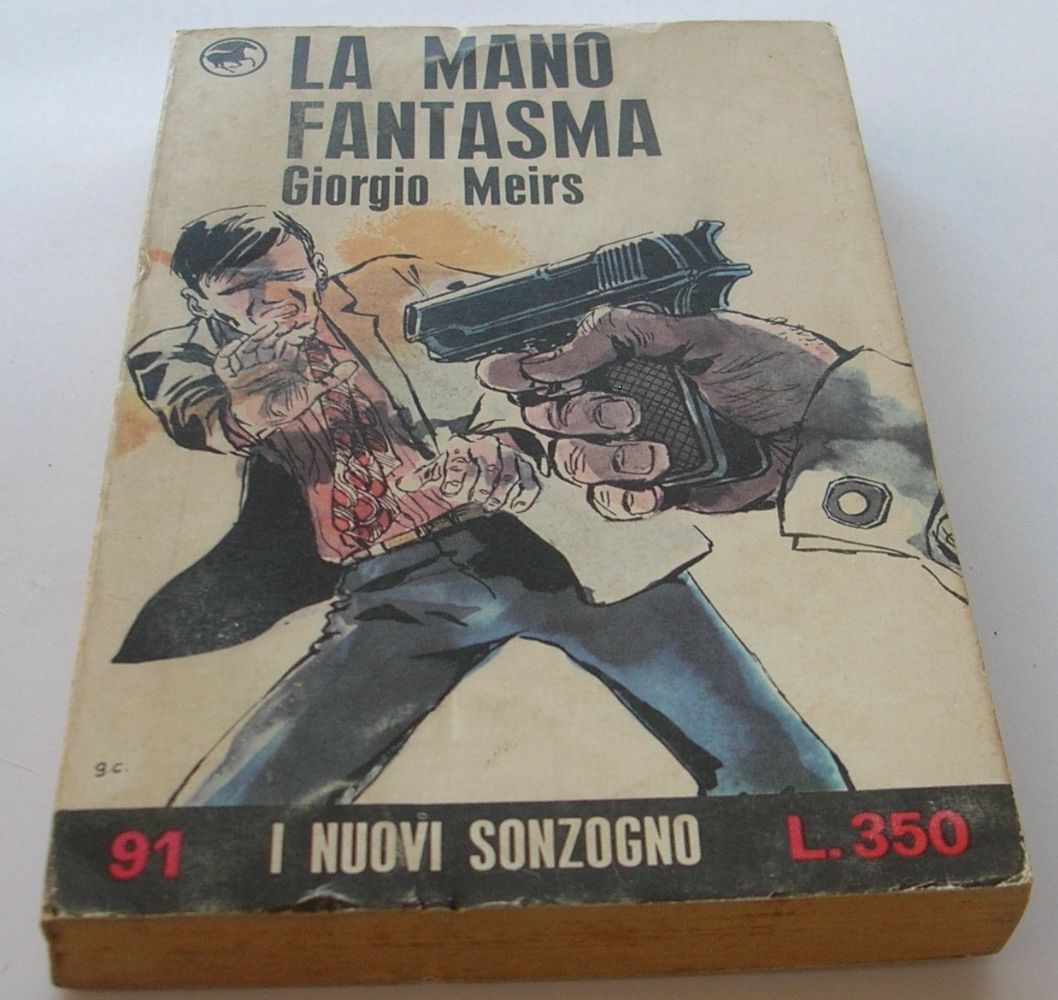 LA MANO
FANTASMA
Giorgio Meirs
g.c.
91 I NUOVI SONZOGNO L.350